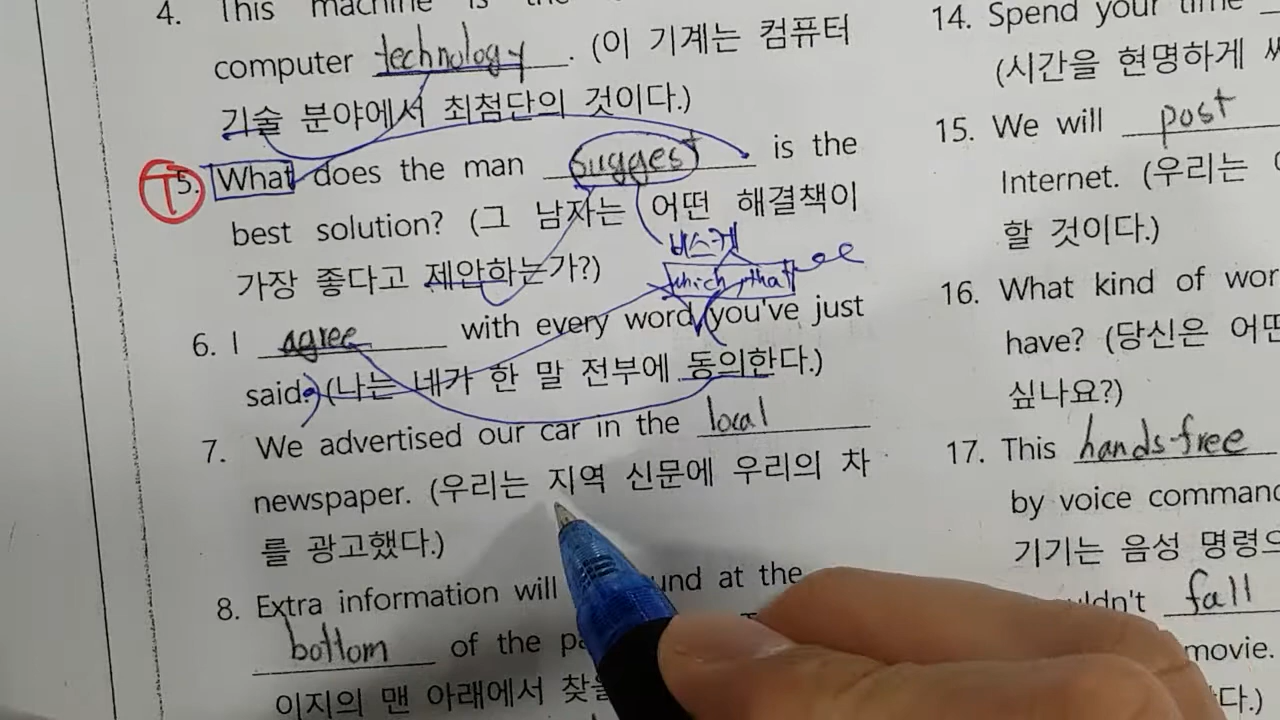 4. This machine is the
computer technology. (이 기계는 컴퓨터
기술 분야에서 최첨단의 것이다.)
T 5. What does the man suggest is the
best solution? (그 남자는 어떤 해결책이
가장 좋다고 제안하는가?)
which, that
6. I agree with every word you've just
said. (나는 네가 한 말 전부에 동의한다.)
7. We advertised our car in the local
newspaper. (우리는 지역 신문에 우리의 차
를 광고했다.)
8. Extra information will at the
bottom of the
이지의 맨 아래에서
14. Spend your time
(시간을 현명하게
15. We will post
Internet. (우리는
할 것이다.)
16. What kind of
have? (당신은
싶나요?)
17. This handsfree
by voice
기기는 음성 명령으
fall
movie.